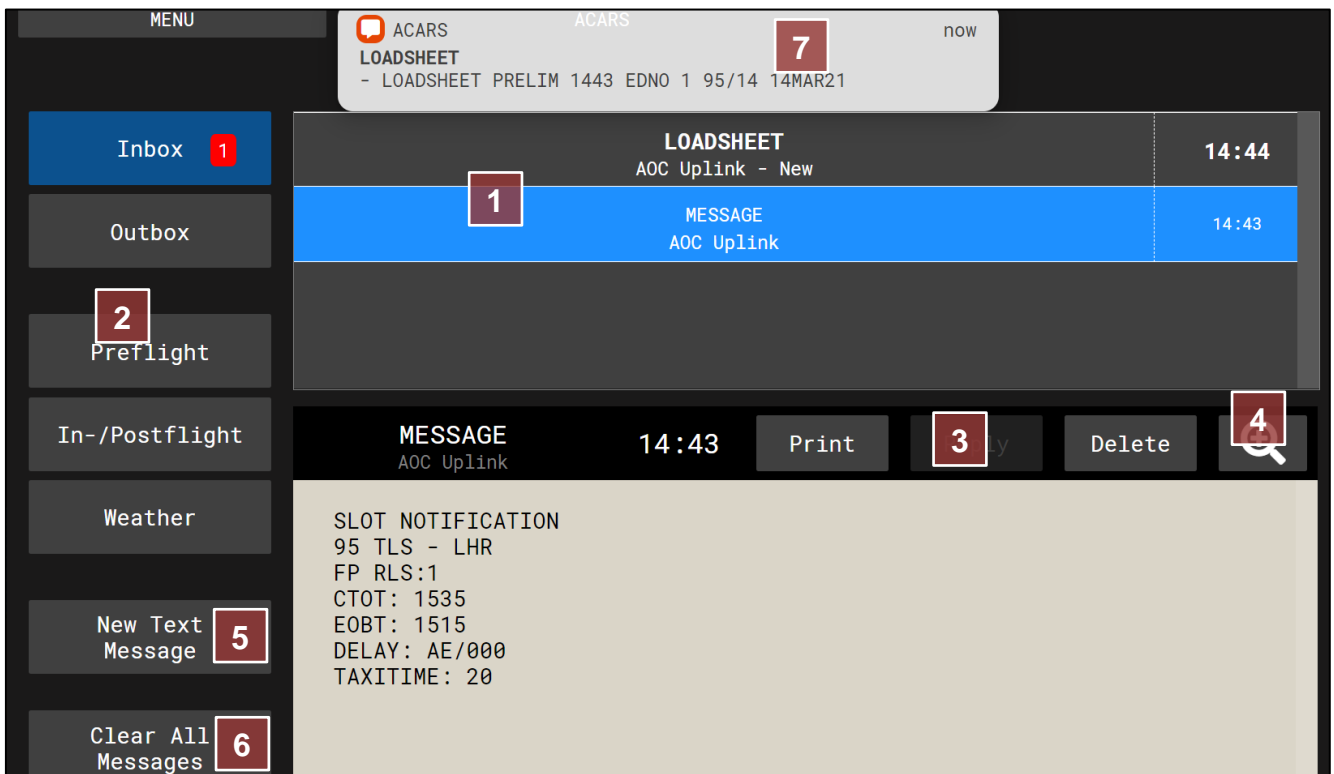 MENU
ACARS
ACARS
now
7
LOADSHEET
- LOADSHEET PRELIM 1443 EDNO 1 95/14 14MAR21
Inbox 1
Outbox
2
Preflight
In-/Postflight
Weather
New Text
Message
5
Clear All
Messages
6
LOADSHEET
AOC Uplink - New
14:44
1
MESSAGE
AOC Uplink
14:43
MESSAGE
AOC Uplink
14:43
Print
3
Delete
4
SLOT NOTIFICATION
95 TLS - LHR
FP RLS:1
CTOT: 1535
EOBT: 1515
DELAY: AE/000
TAXITIME: 20